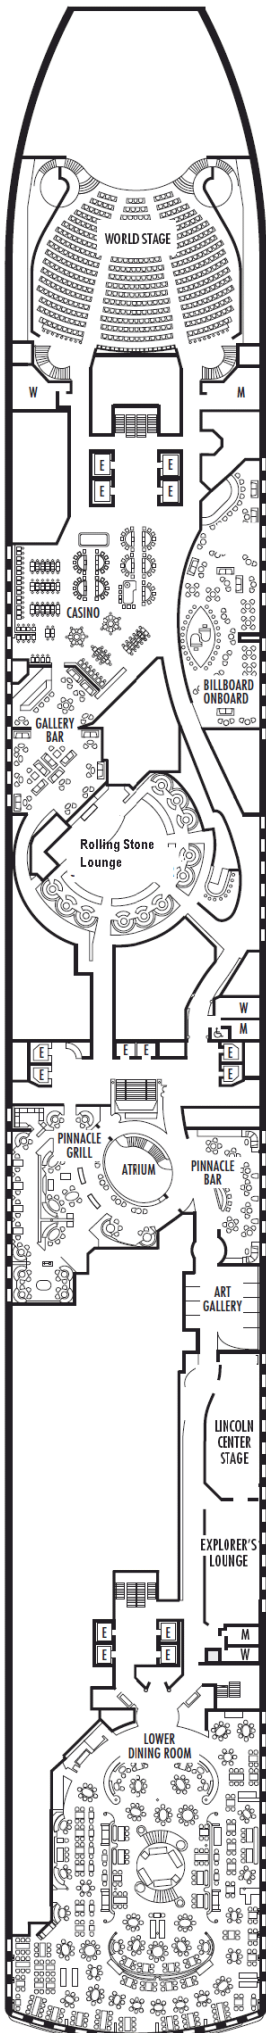 WORLD STAGE
W
M
E
E
E
E
CASINO
BILLBOARD
ONBOARD
GALLERY
BAR
Rolling Stone
Lounge
W
M
E
E
E
E
E
E
PINNACLE
GRILL
ATRIUM
PINNACLE
BAR
ART
GALLERY
LINCOLN
CENTER
STAGE
EXPLORER'S
LOUNGE
E
E
E
E
M
W
LOWER
DINING ROOM